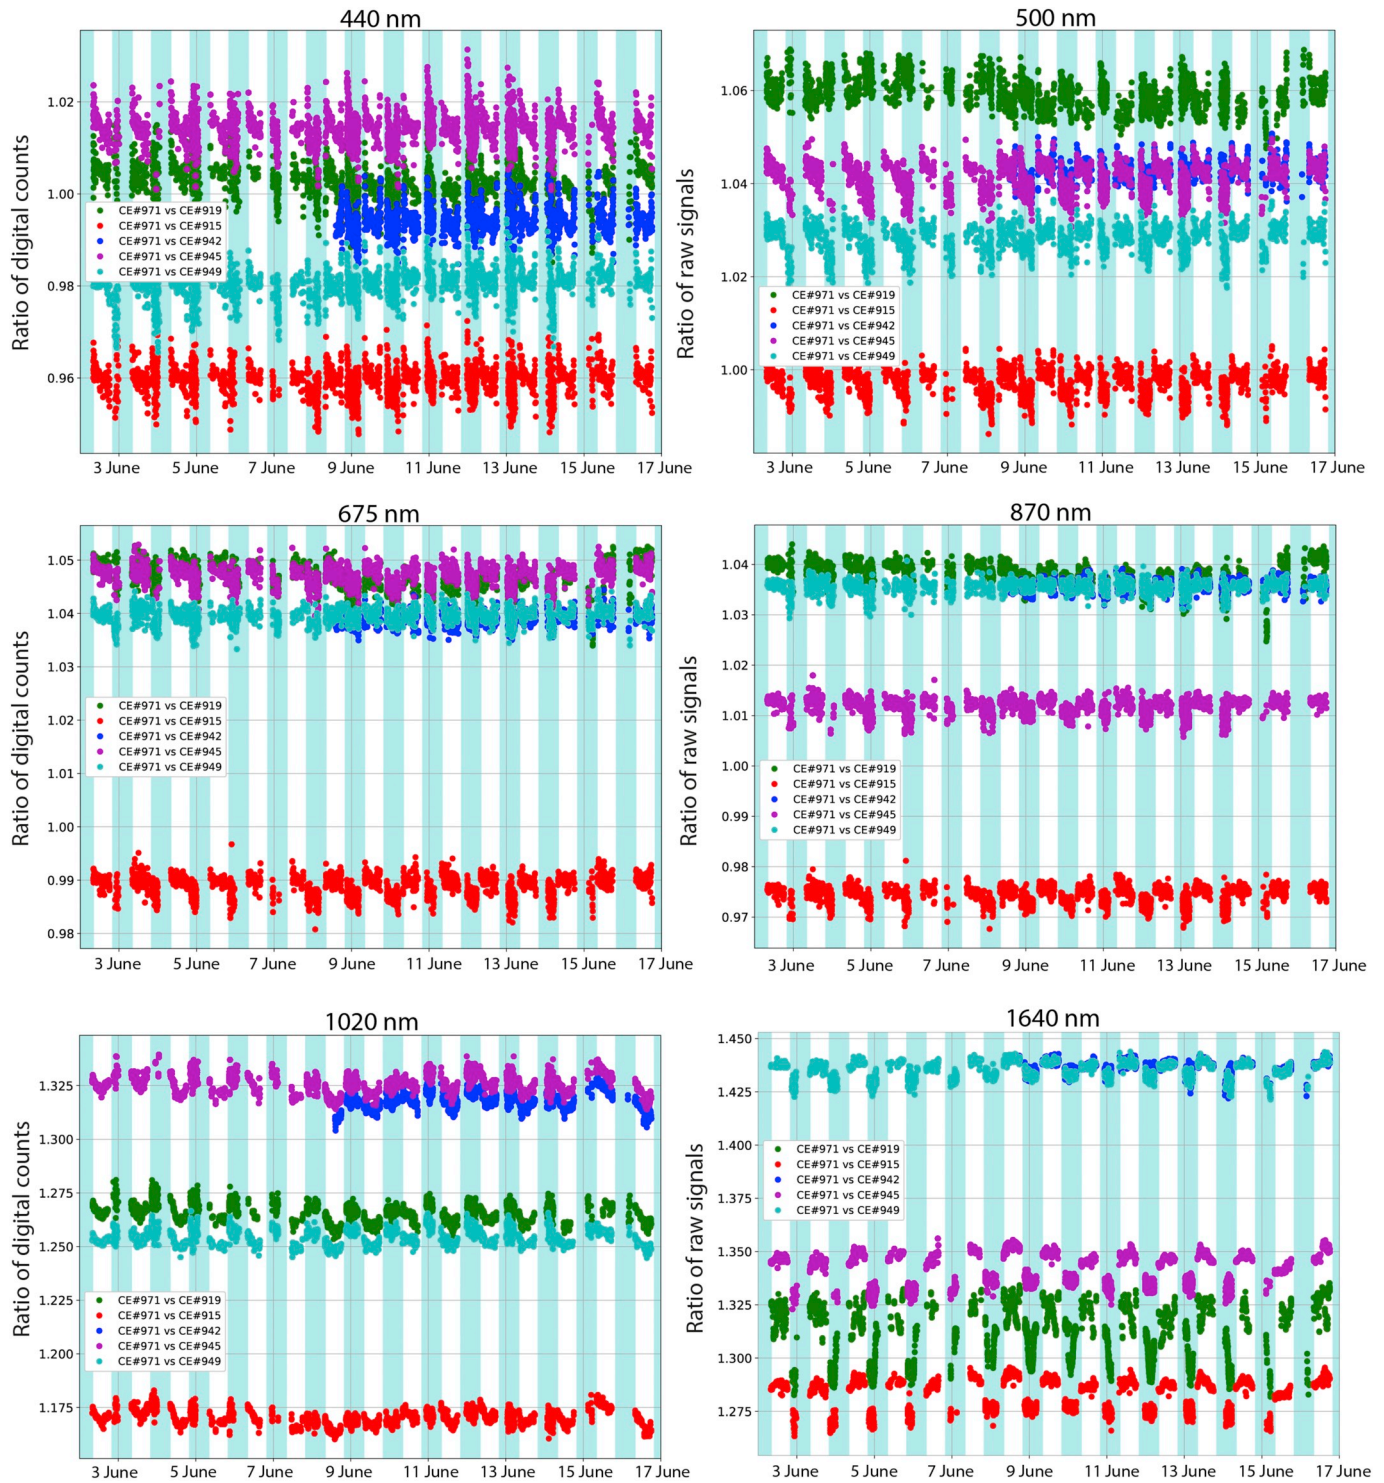 440 nm
Ratio of digital counts
1.02
1.00
0.98
0.96
CE#971 vs CE#919
CE#971 vs CE#915
CE#971 vs CE#942
CE#971 vs CE#945
CE#971 vs CE#949
3 June 5 June 7 June 9 June 11 June 13 June 15 June 17 June
500 nm
Ratio of raw signals
1.06
1.04
1.02
1.00
CE#971 vs CE#919
CE#971 vs CE#915
CE#971 vs CE#942
CE#971 vs CE#945
CE#971 vs CE#949
3 June 5 June 7 June 9 June 11 June 13 June 15 June 17 June
675 nm
Ratio of digital counts
1.05
1.04
1.03
1.02
1.01
1.00
0.99
0.98
CE#971 vs CE#919
CE#971 vs CE#915
CE#971 vs CE#942
CE#971 vs CE#945
CE#971 vs CE#949
3 June 5 June 7 June 9 June 11 June 13 June 15 June 17 June
870 nm
Ratio of raw signals
1.04
1.03
1.02
1.01
1.00
0.99
0.98
0.97
CE#971 vs CE#919
CE#971 vs CE#915
CE#971 vs CE#942
CE#971 vs CE#945
CE#971 vs CE#949
3 June 5 June 7 June 9 June 11 June 13 June 15 June 17 June
1020 nm
Ratio of digital counts
1.325
1.300
1.275
1.250
1.225
1.200
1.175
CE#971 vs CE#919
CE#971 vs CE#915
CE#971 vs CE#942
CE#971 vs CE#945
CE#971 vs CE#949
3 June 5 June 7 June 9 June 11 June 13 June 15 June 17 June
1640 nm
Ratio of raw signals
1.450
1.425
1.400
1.375
1.350
1.325
1.300
1.275
CE#971 vs CE#919
CE#971 vs CE#915
CE#971 vs CE#942
CE#971 vs CE#945
CE#971 vs CE#949
3 June 5 June 7 June 9 June 11 June 13 June 15 June 17 June